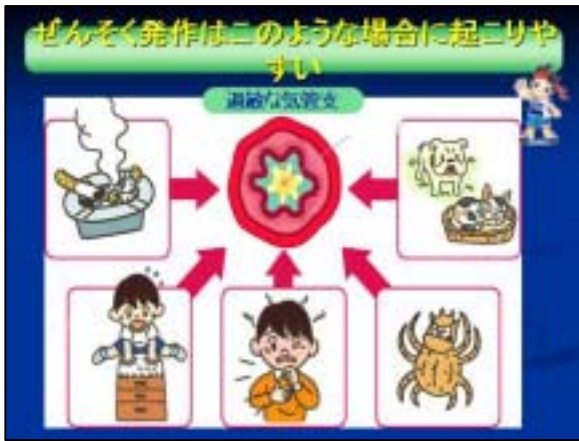 ぜんそく発作はこのような場合に起こりや
すい
過敏な気管支